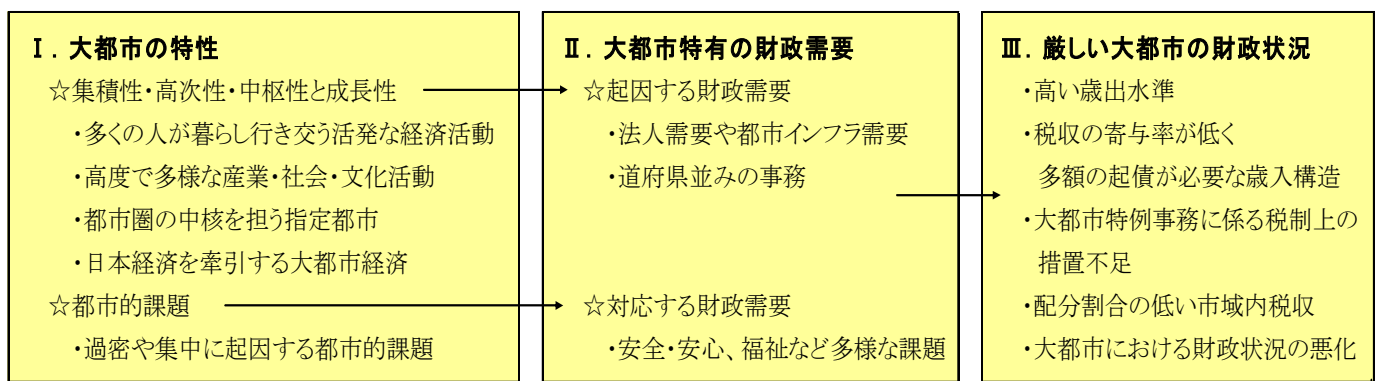 Ⅰ．大都市の特性
☆集積性・高次性・中枢性と成長性
・多くの人が暮らし行き交う活発な経済活動
・高度で多様な産業・社会・文化活動
・都市圏の中核を担う指定都市
・日本経済を牽引する大都市経済
☆都市的課題
・過密や集中に起因する都市的課題
Ⅱ．大都市特有の財政需要
☆起因する財政需要
・法人需要や都市インフラ需要
・道府県並みの事務
☆対応する財政需要
・安全・安心、福祉など多様な課題
Ⅲ．厳しい大都市の財政状況
・高い歳出水準
・税収の寄与率が低く
多額の起債が必要な歳入構造
・大都市特例事務に係る税制上の
措置不足
・配分割合の低い市域内税収
・大都市における財政状況の悪化